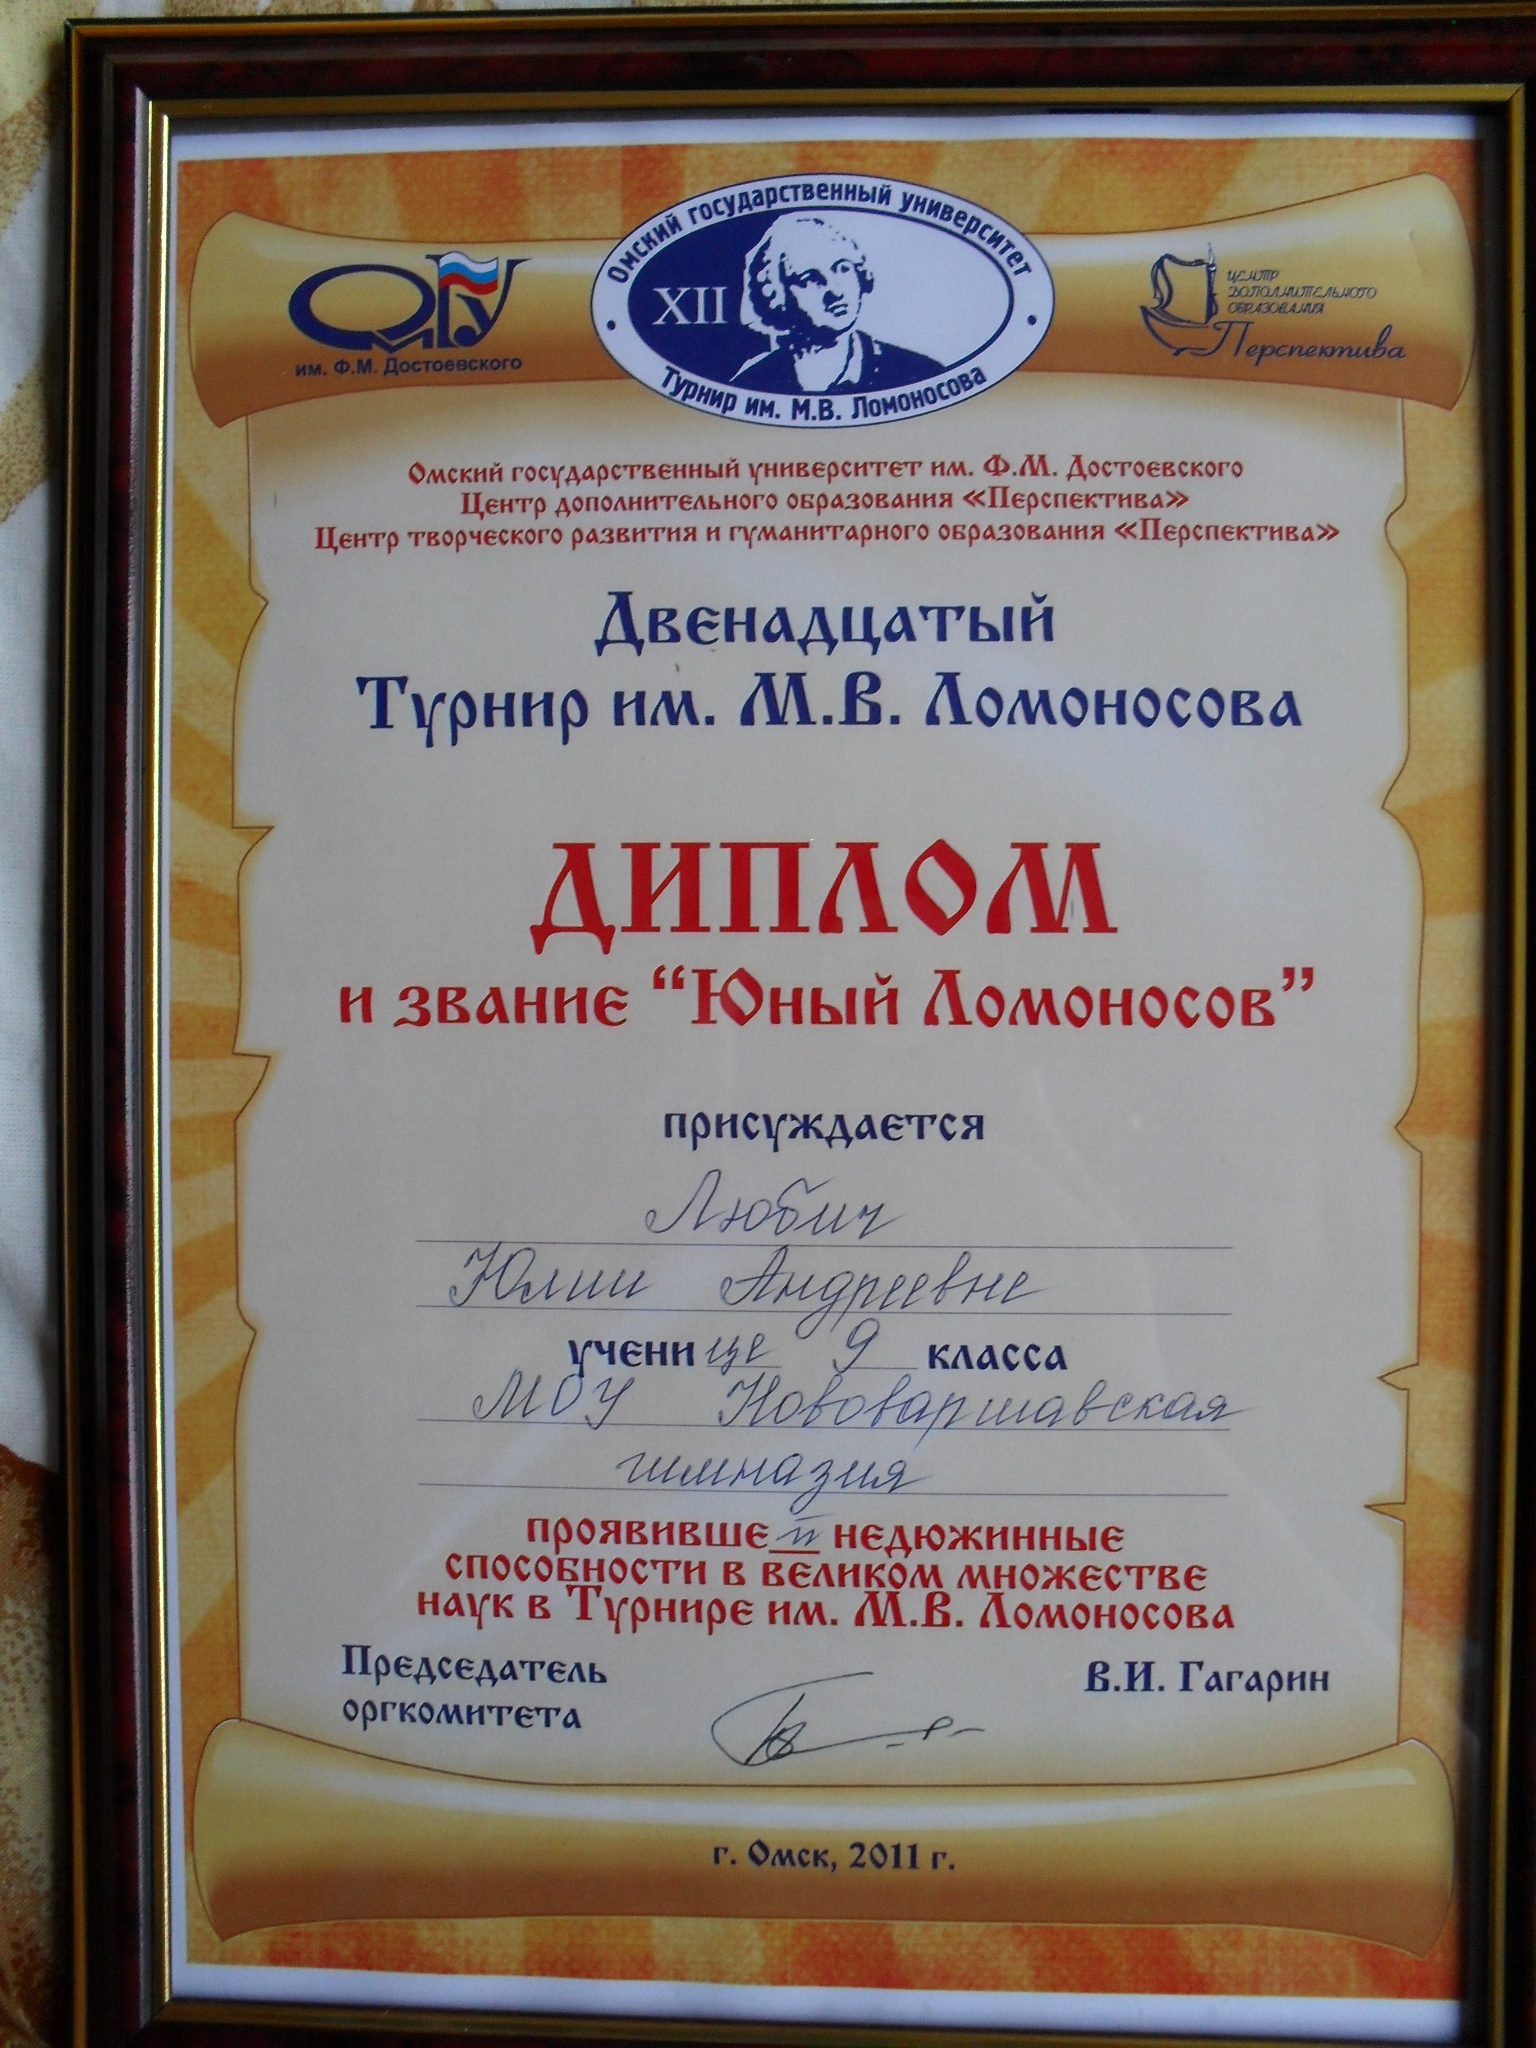 ОмГУ
им. Ф.М. Достоевского
Омский государственный университет
XII
Турнир им. М.В. Ломоносова
ЦЕНТР
ДОПОЛНИТЕЛЬНОГО
ОБРАЗОВАНИЯ
Перспектива
Омский государственный университет им. Ф.М. Достоевского
Центр дополнительного образования «Перспектива»
Центр творческого развития и гуманитарного образования «Перспектива»
Двенадцатый
Турнир им. М.В. Ломоносова
ДИПЛОМ
и звание “Юный Ломоносов”
присуждается
Любич
Юлии Андреевне
ученице 9 класса
МОУ Нововаршавская
гимназия
проявившей недюжинные
способности в великом множестве
наук в Турнире им. М.В. Ломоносова
Председатель
оргкомитета
В.И. Гагарин
г. Омск, 2011 г.